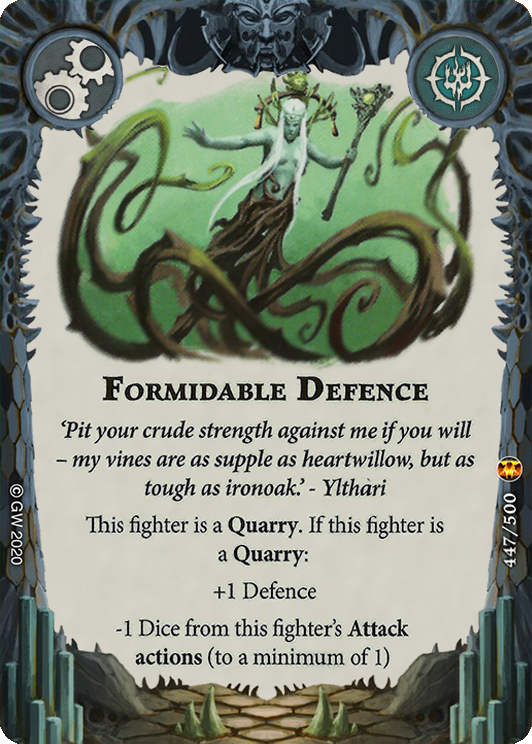 FORMIDABLE DEFENCE
‘Pit your crude strength against me if you will
– my vines are as supple as heartwillow, but as
tough as ironoak.’ - Ylthari
This fighter is a Quarry. If this fighter is
a Quarry:
+1 Defence
-1 Dice from this fighter’s Attack
actions (to a minimum of 1)
© GW 2020
447/500